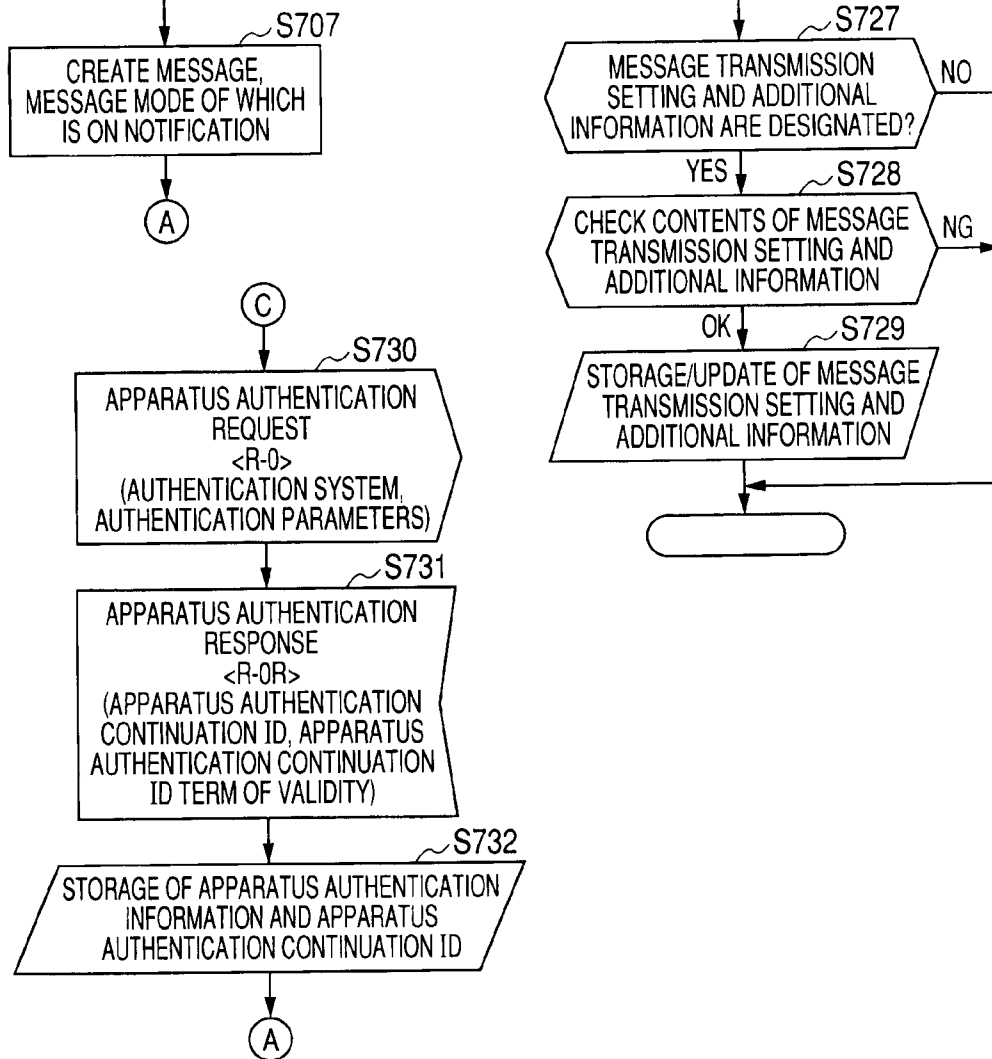 S707
CREATE MESSAGE,
MESSAGE MODE OF WHICH
IS ON NOTIFICATION
A
C
S730
APPARATUS AUTHENTICATION
REQUEST
<R-0>
(AUTHENTICATION SYSTEM,
AUTHENTICATION PARAMETERS)
S731
APPARATUS AUTHENTICATION
RESPONSE
<R-0R>
(APPARATUS AUTHENTICATION
CONTINUATION ID, APPARATUS
AUTHENTICATION CONTINUATION
ID TERM OF VALIDITY)
S732
STORAGE OF APPARATUS AUTHENTICATION
INFORMATION AND APPARATUS
AUTHENTICATION CONTINUATION ID
A
S727
MESSAGE TRANSMISSION
SETTING AND ADDITIONAL
INFORMATION ARE DESIGNATED?
NO
YES
S728
CHECK CONTENTS OF MESSAGE
TRANSMISSION SETTING AND
ADDITIONAL INFORMATION
NG
OK
S729
STORAGE/UPDATE OF MESSAGE
TRANSMISSION SETTING AND
ADDITIONAL INFORMATION